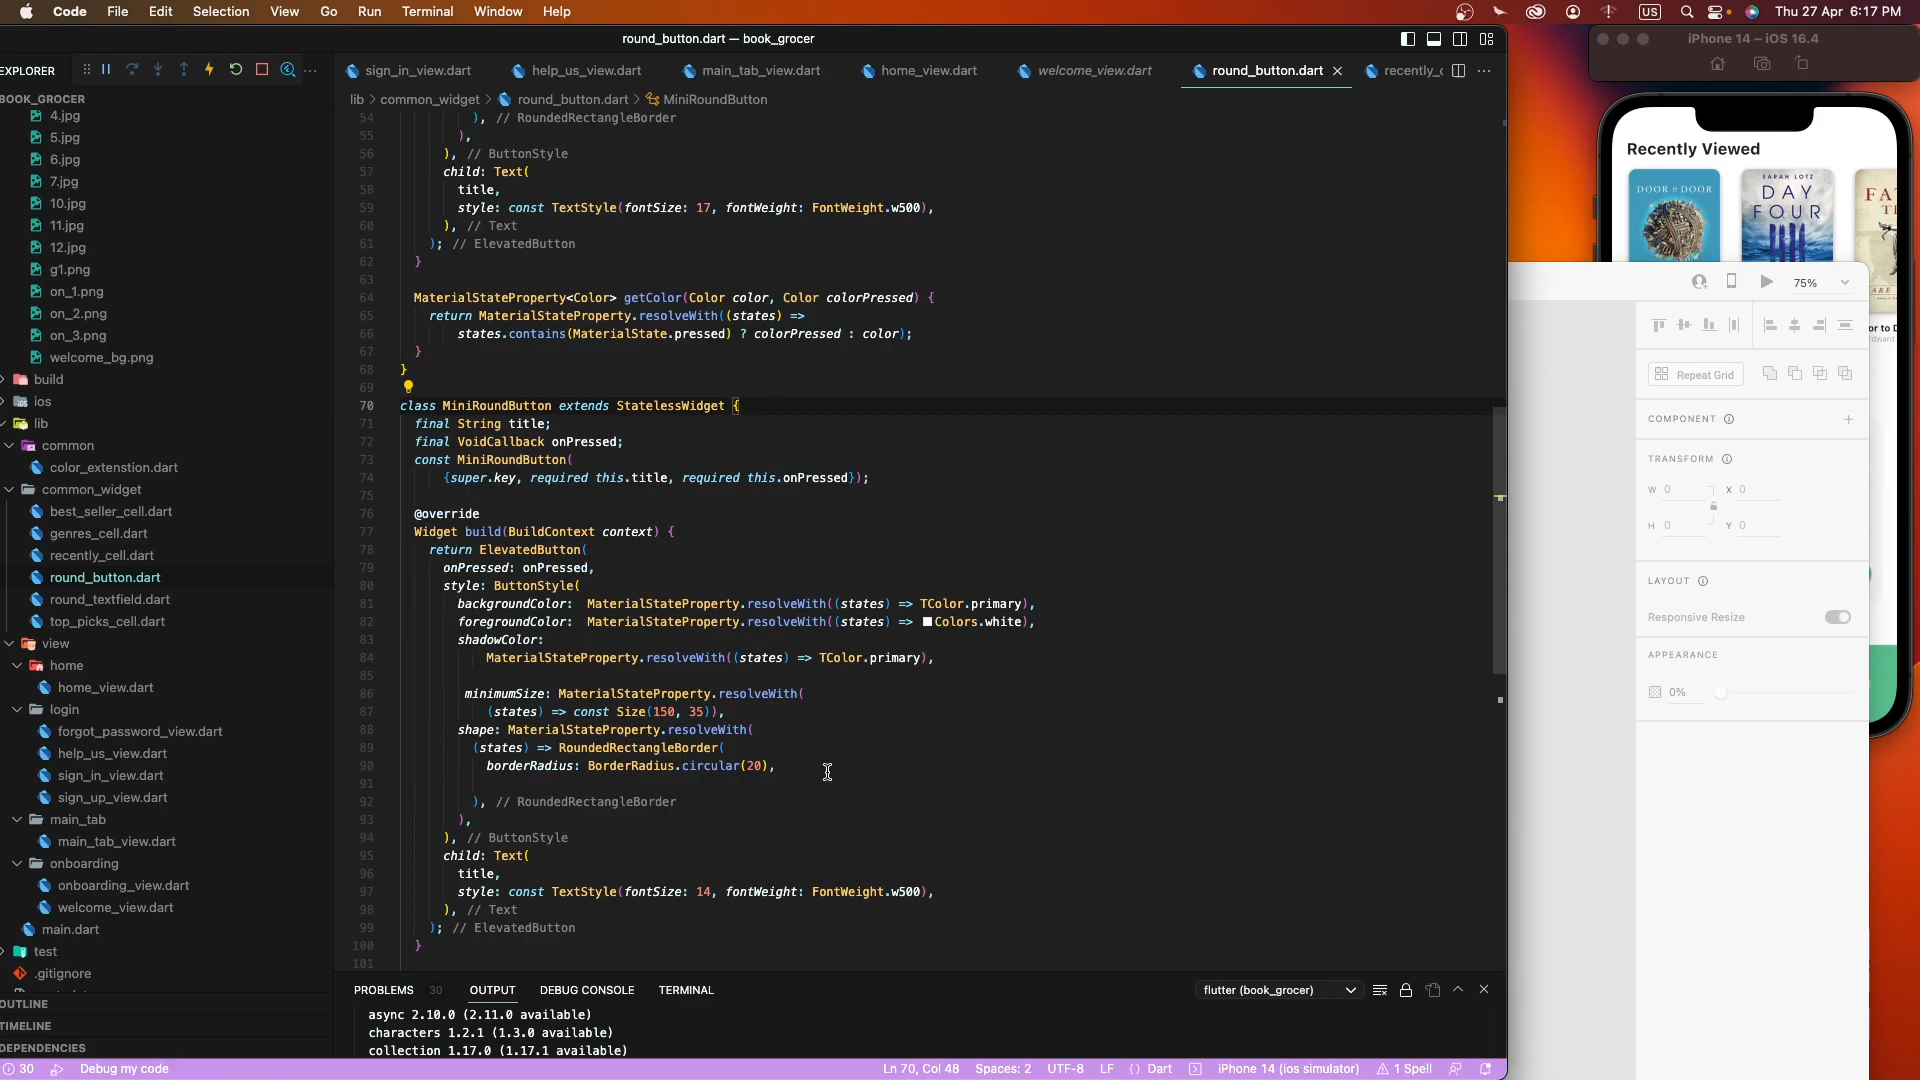 Code File Edit Selection View Go Run Terminal Window Help
US
Thu 27 Apr 6:17 PM
round_button.dart — book_grocer
iPhone 14 – iOS 16.4
EXPLORER
sign_in_view.dart help_us_view.dart main_tab_view.dart home_view.dart welcome_view.dart round_button.dart recently_c
BOOK_GROCER
lib > common_widget > round_button.dart > MiniRoundButton
4.jpg
5.jpg
6.jpg
7.jpg
10.jpg
11.jpg
12.jpg
g1.png
on_1.png
on_2.png
on_3.png
welcome_bg.png
build
ios
lib
common
color_extenstion.dart
common_widget
best_seller_cell.dart
genres_cell.dart
recently_cell.dart
round_button.dart
round_textfield.dart
top_picks_cell.dart
view
home
home_view.dart
login
forgot_password_view.dart
help_us_view.dart
sign_in_view.dart
sign_up_view.dart
main_tab
main_tab_view.dart
onboarding
onboarding_view.dart
welcome_view.dart
main.dart
test
.gitignore
OUTLINE
TIMELINE
DEPENDENCIES
54 ), // RoundedRectangleBorder
55 ),
56 ), // ButtonStyle
57 child: Text(
58 title,
59 style: const TextStyle(fontSize: 17, fontWeight: FontWeight.w500),
60 ), // Text
61 ); // ElevatedButton
62 }
63
64 MaterialStateProperty<Color> getColor(Color color, Color colorPressed) {
65 return MaterialStateProperty.resolveWith((states) =>
66 states.contains(MaterialState.pressed) ? colorPressed : color);
67 }
68 }
69
70 class MiniRoundButton extends StatelessWidget {
71 final String title;
72 final VoidCallback onPressed;
73 const MiniRoundButton(
74 {super.key, required this.title, required this.onPressed});
75
76 @override
77 Widget build(BuildContext context) {
78 return ElevatedButton(
79 onPressed: onPressed,
80 style: ButtonStyle(
81 backgroundColor: MaterialStateProperty.resolveWith((states) => TColor.primary),
82 foregroundColor: MaterialStateProperty.resolveWith((states) => Colors.white),
83 shadowColor:
84 MaterialStateProperty.resolveWith((states) => TColor.primary),
85
86 minimumSize: MaterialStateProperty.resolveWith(
87 (states) => const Size(150, 35)),
88 shape: MaterialStateProperty.resolveWith(
89 (states) => RoundedRectangleBorder(
90 borderRadius: BorderRadius.circular(20),
91
92 ), // RoundedRectangleBorder
93 ),
94 ), // ButtonStyle
95 child: Text(
96 title,
97 style: const TextStyle(fontSize: 14, fontWeight: FontWeight.w500),
98 ), // Text
99 ); // ElevatedButton
100 }
101
PROBLEMS 30 OUTPUT DEBUG CONSOLE TERMINAL
flutter (book_grocer)
async 2.10.0 (2.11.0 available)
characters 1.2.1 (1.3.0 available)
collection 1.17.0 (1.17.1 available)
30 Debug my code
Ln 70, Col 48 Spaces: 2 UTF-8 LF {} Dart iPhone 14 (ios simulator) 1 Spell
Recently Viewed
DOOR to DOOR
SARAH LOTZ
DAY
FOUR
75%
Repeat Grid
COMPONENT
TRANSFORM
W 0 X 0
H 0 Y 0
LAYOUT
Responsive Resize
APPEARANCE
0%